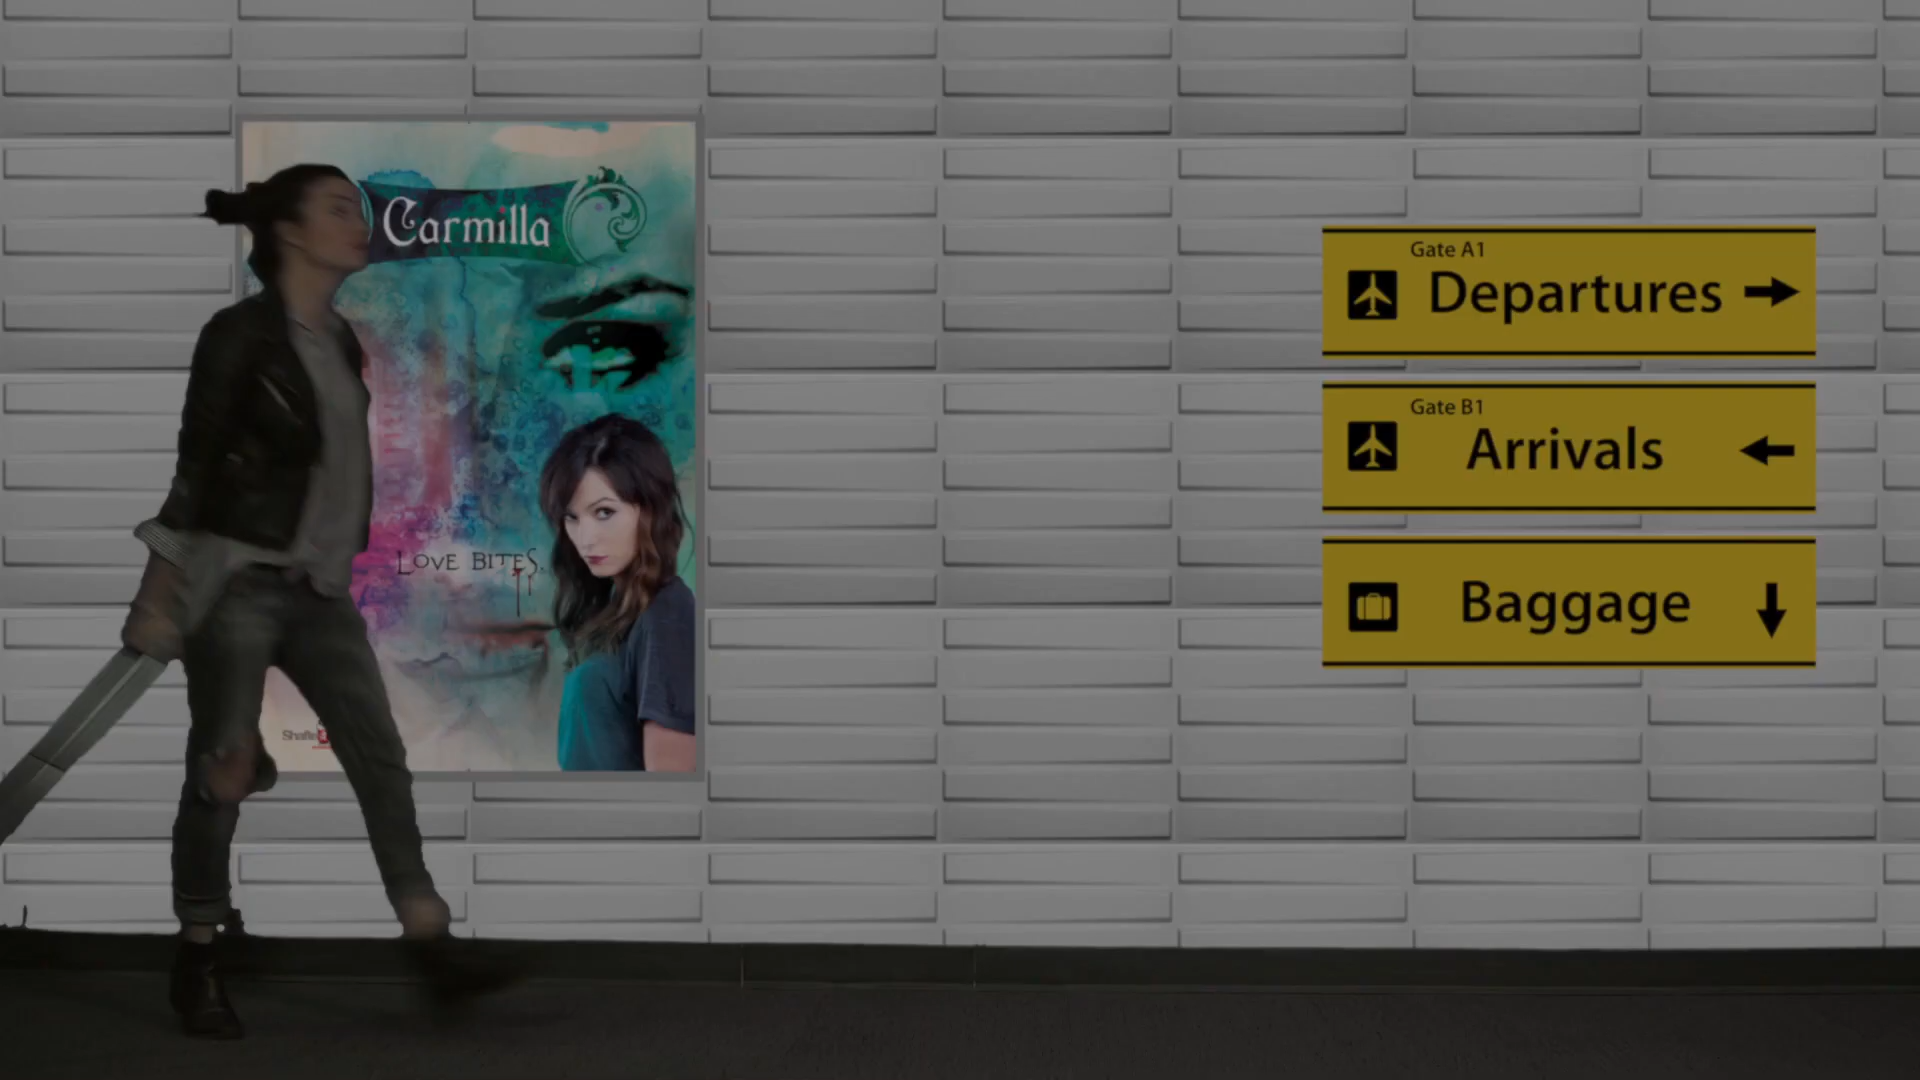 Carmilla
LOVE BITES.
Gate A1
Departures
Gate B1
Arrivals
Baggage